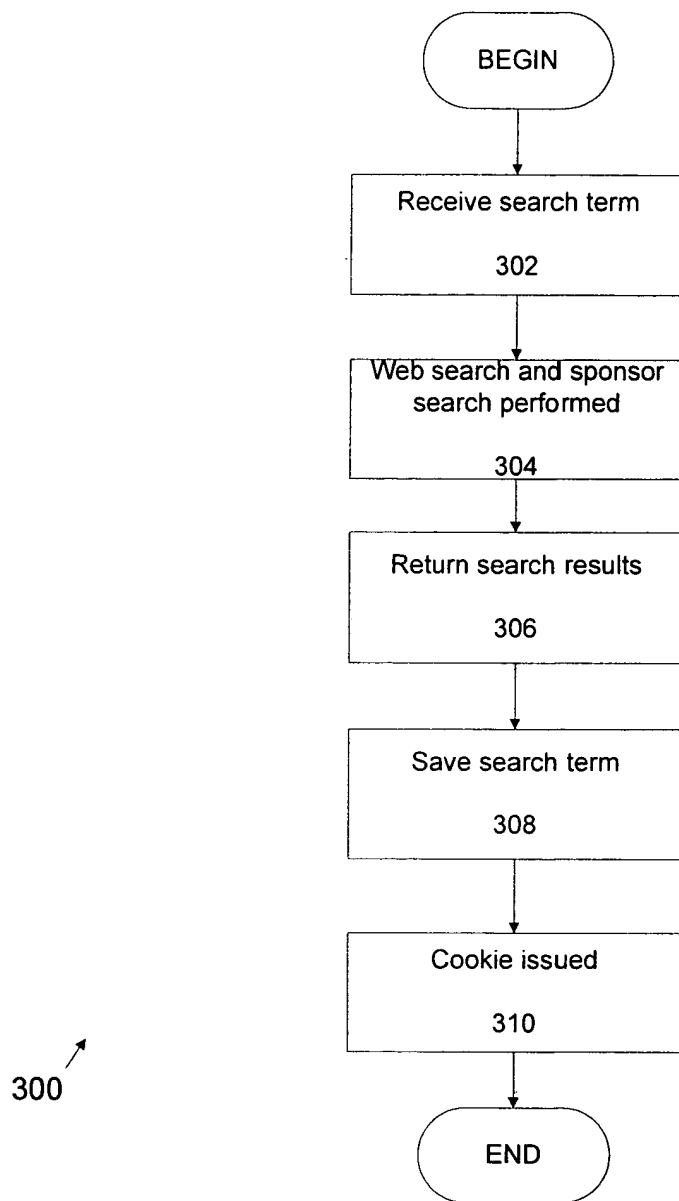 BEGIN
Receive search term
302
Web search and sponsor
search performed
304
Return search results
306
Save search term
308
Cookie issued
310
300
END